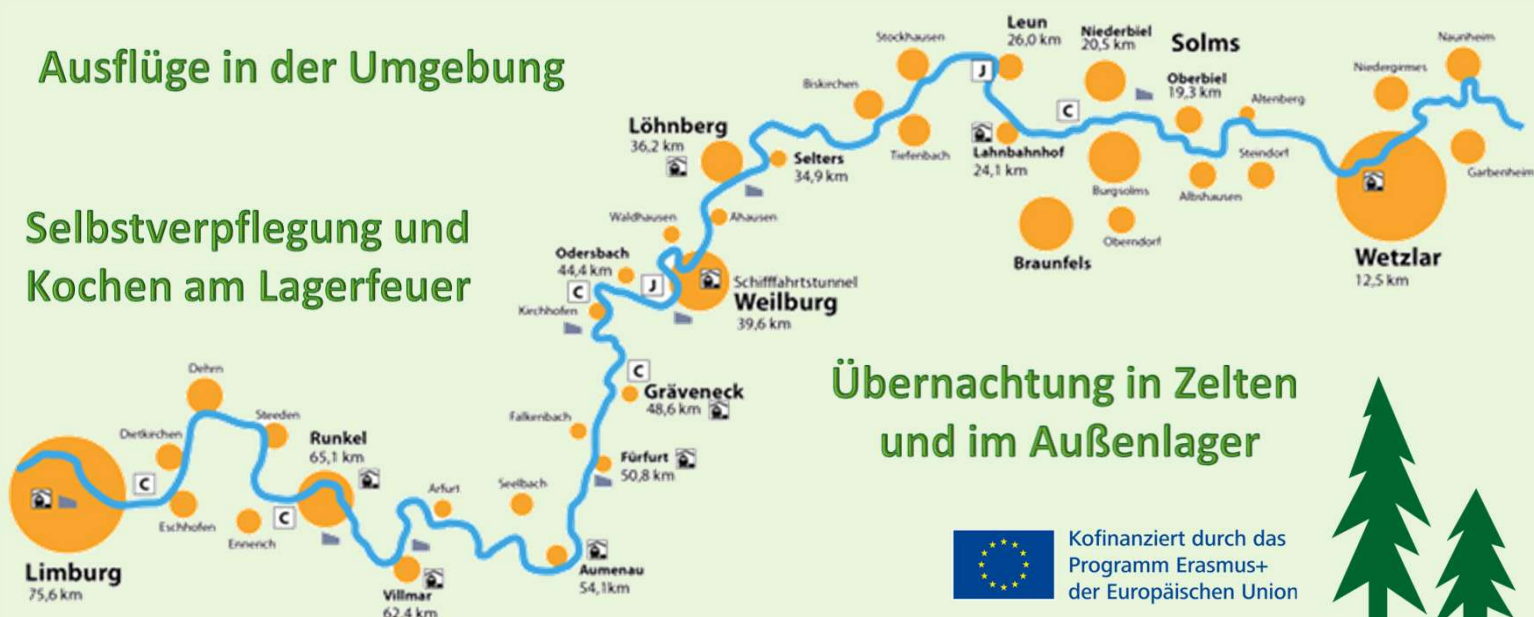 Ausflüge in der Umgebung
Selbstverpflegung und
Kochen am Lagerfeuer
Stockhausen
Leun
26,0 km
Niederbiel
20,5 km
Solms
Naunheim
Biskirchen
Oberbiel
19,3 km
Niedergirmes
Altenberg
Löhnberg
36,2 km
J
C
Selters
34,9 km
Tiefenbach
Lahnbahnhof
24,1 km
Steindorf
Garbenheim
Burgsolms
Albshausen
Waldhausen
Ahausen
Oberndorf
Braunfels
Wetzlar
12,5 km
Odersbach
44,4 km
C
J
Schifffahrtstunnel
Weilburg
39,6 km
Kirchhofen
C
Gräveneck
48,6 km
Falkenbach
Fürfurt
50,8 km
Übernachtung in Zelten
und im Außenlager
Dehrn
Dietkirchen
Steeden
Runkel
65,1 km
C
Eschhofen
Ennerich
C
Arfurt
Seelbach
Limburg
75,6 km
Villmar
62,4 km
Aumenau
54,1km
Kofinanziert durch das
Programm Erasmus+
der Europäischen Union